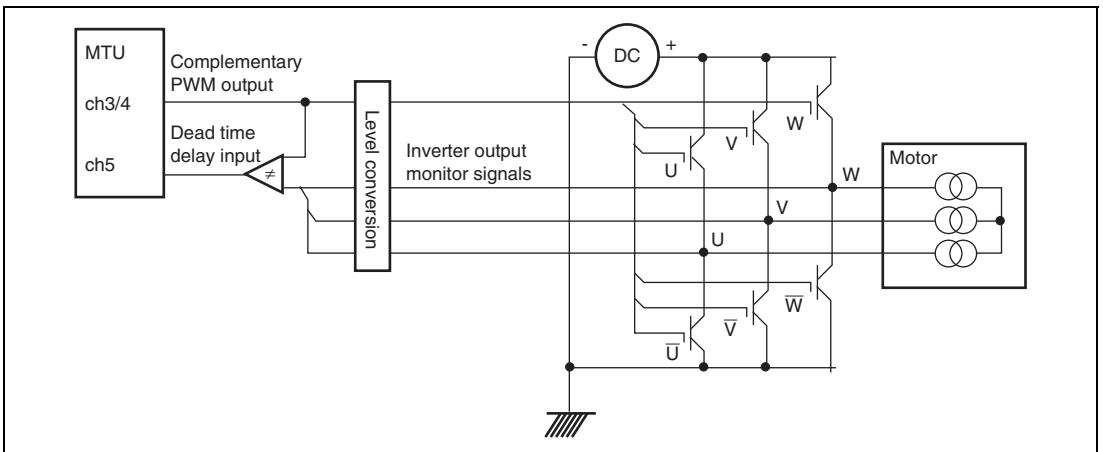 MTU
ch3/4
ch5
Complementary
PWM output
Dead time
delay input
≠
Level conversion
Inverter output
monitor signals
-
DC
+
U
V
W
W
V
U
U̅
V̅
W̅
Motor